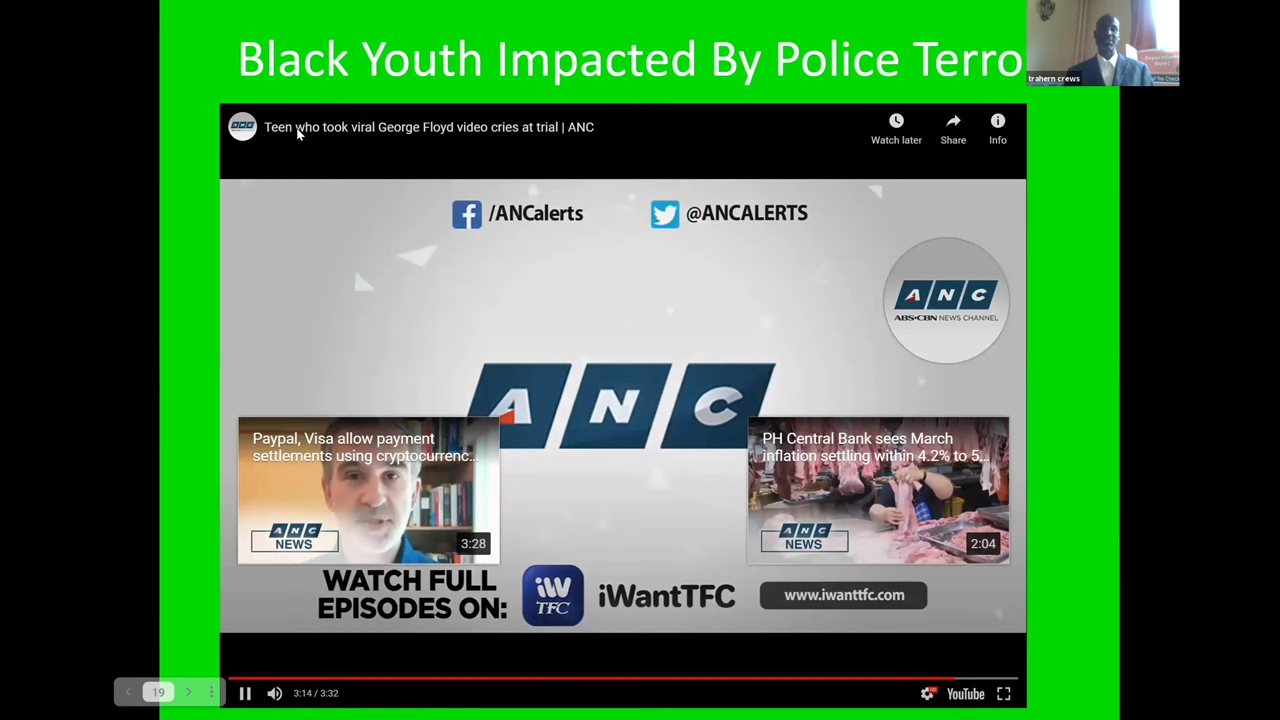 Black Youth Impacted By Police Terro
trahern crews
Reparations
Now!
Teen who took viral George Floyd video cries at trial | ANC
Watch later
Share
Info
/ANCalerts
@ANCALERTS
ANC
ABS-CBN NEWS CHANNEL
ANC
Paypal, Visa allow payment
settlements using cryptocurrenc...
ANC
NEWS
3:28
PH Central Bank sees March
inflation settling within 4.2% to 5...
ANC
NEWS
2:04
WATCH FULL
EPISODES ON:
iW
TFC
iWantTFC
www.iwanttfc.com
19
3:14 / 3:32
YouTube